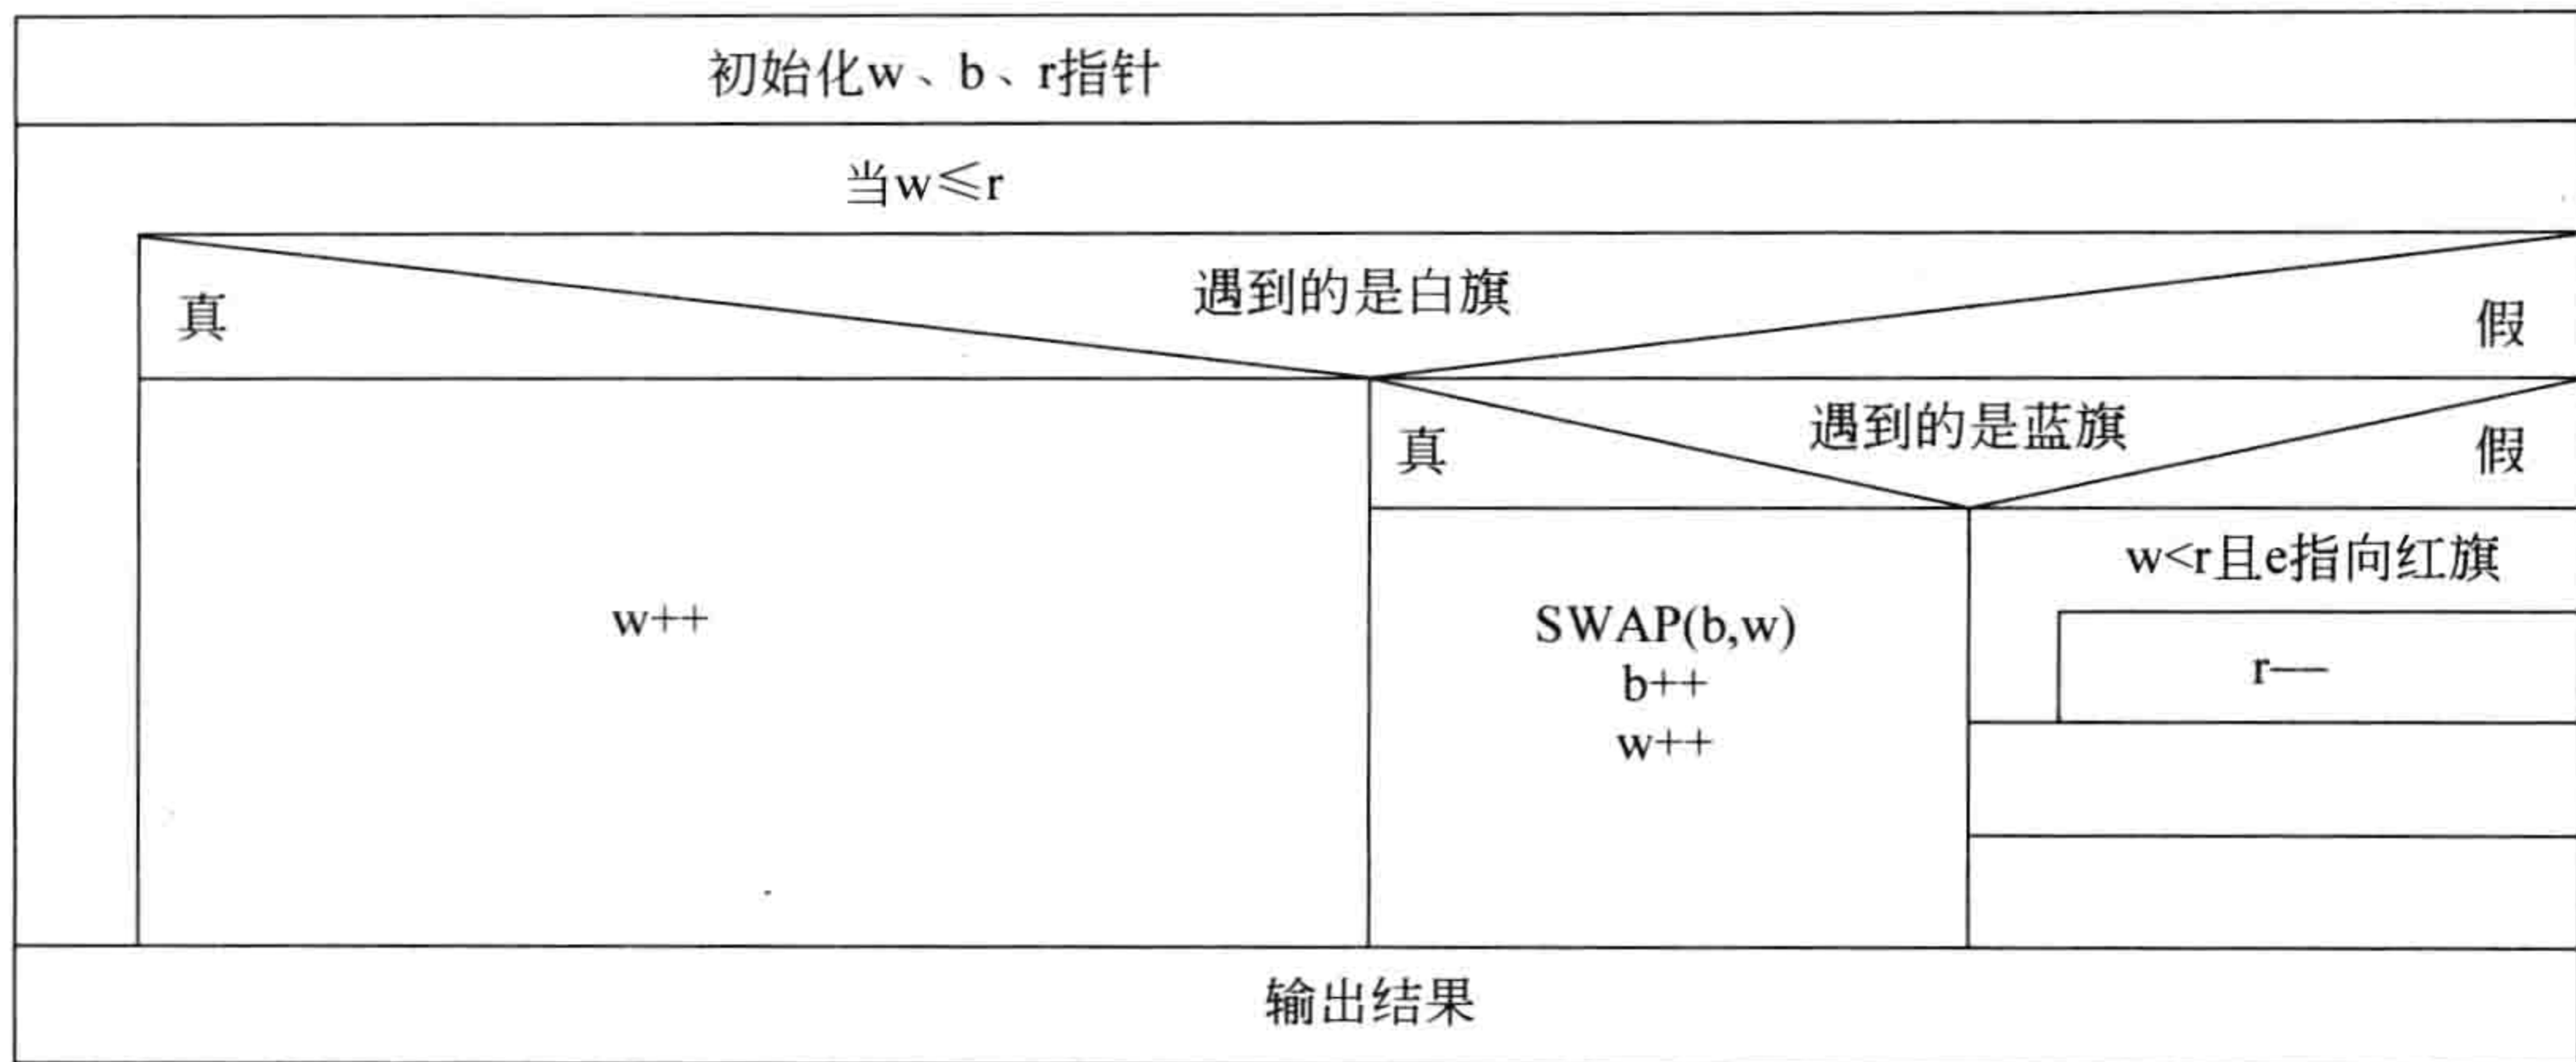 初始化w、b、r指针
当w≤r
遇到的是白旗
真
假
遇到的是蓝旗
真
假
w<r且e指向红旗
w++
SWAP(b,w)
b++
w++
r—
输出结果